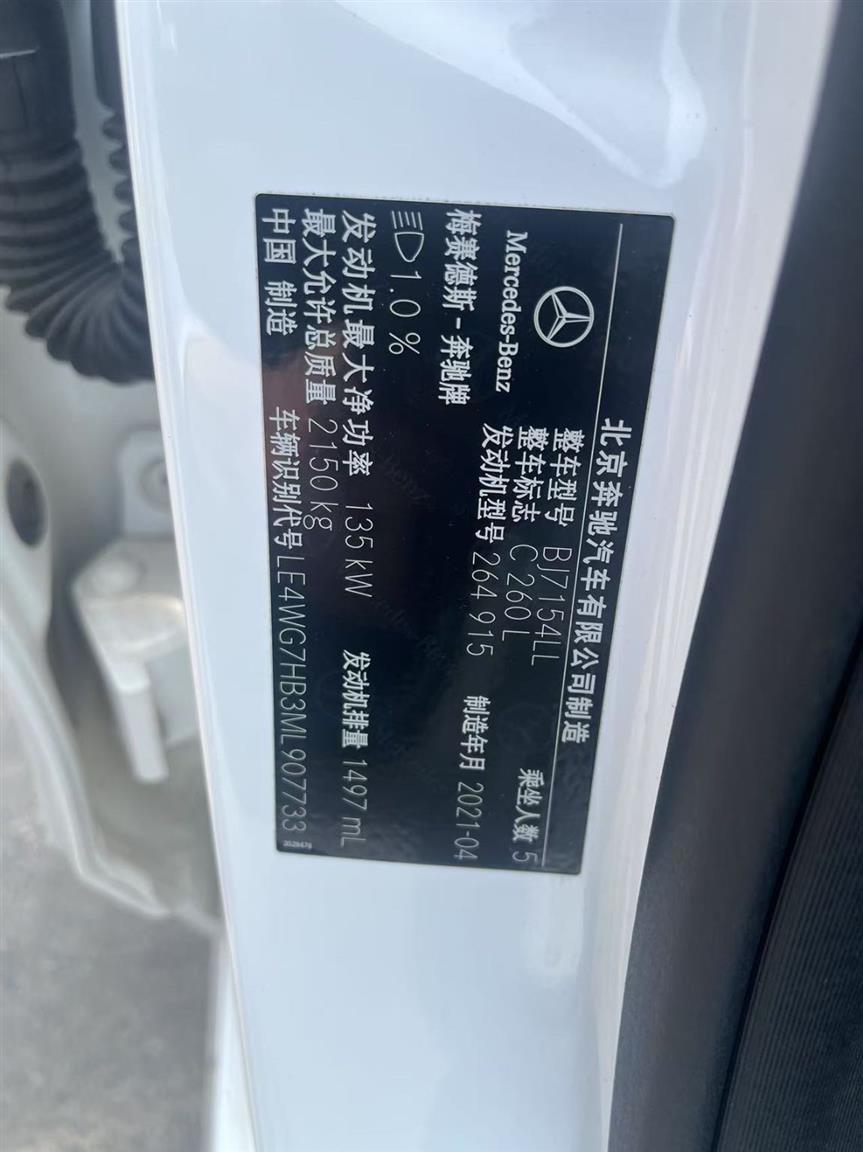 北京奔驰汽车有限公司制造
Mercedes-Benz
梅赛德斯-奔驰牌
整车型号 BJ7154LL 乘坐人数 5
整车标志 C 260 L
发动机型号 264 915 制造年月 2021-04
1.0 %
发动机最大净功率 135 kW 发动机排量 1497 mL
最大允许总质量 2150 kg
中国 制造 车辆识别代号 LE4WG7HB3ML907733